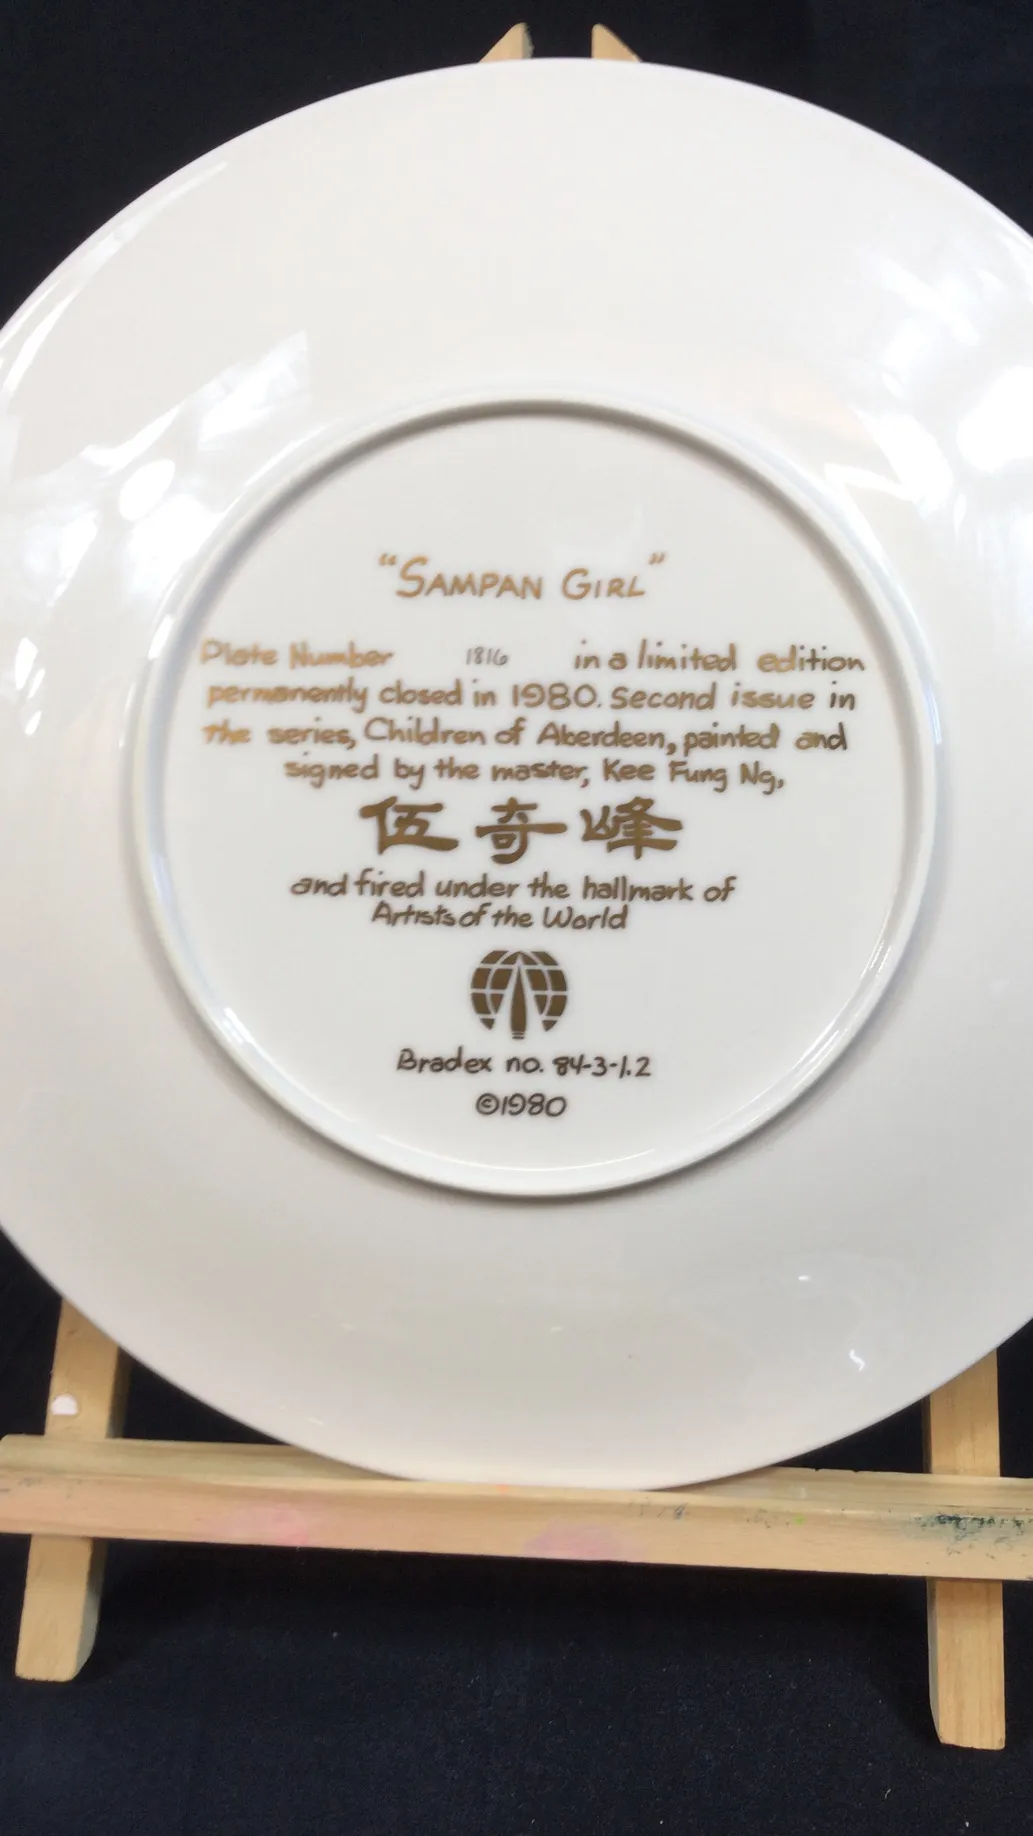 "SAMPAN GIRL"
Plate Number 1816 in a limited edition
permanently closed in 1980. Second issue in
the series, Children of Aberdeen, painted and
signed by the master, Kee Fung Ng,
伍奇峰
and fired under the hallmark of
Artists of the World
Bradex no. 84-3-1.2
©1980